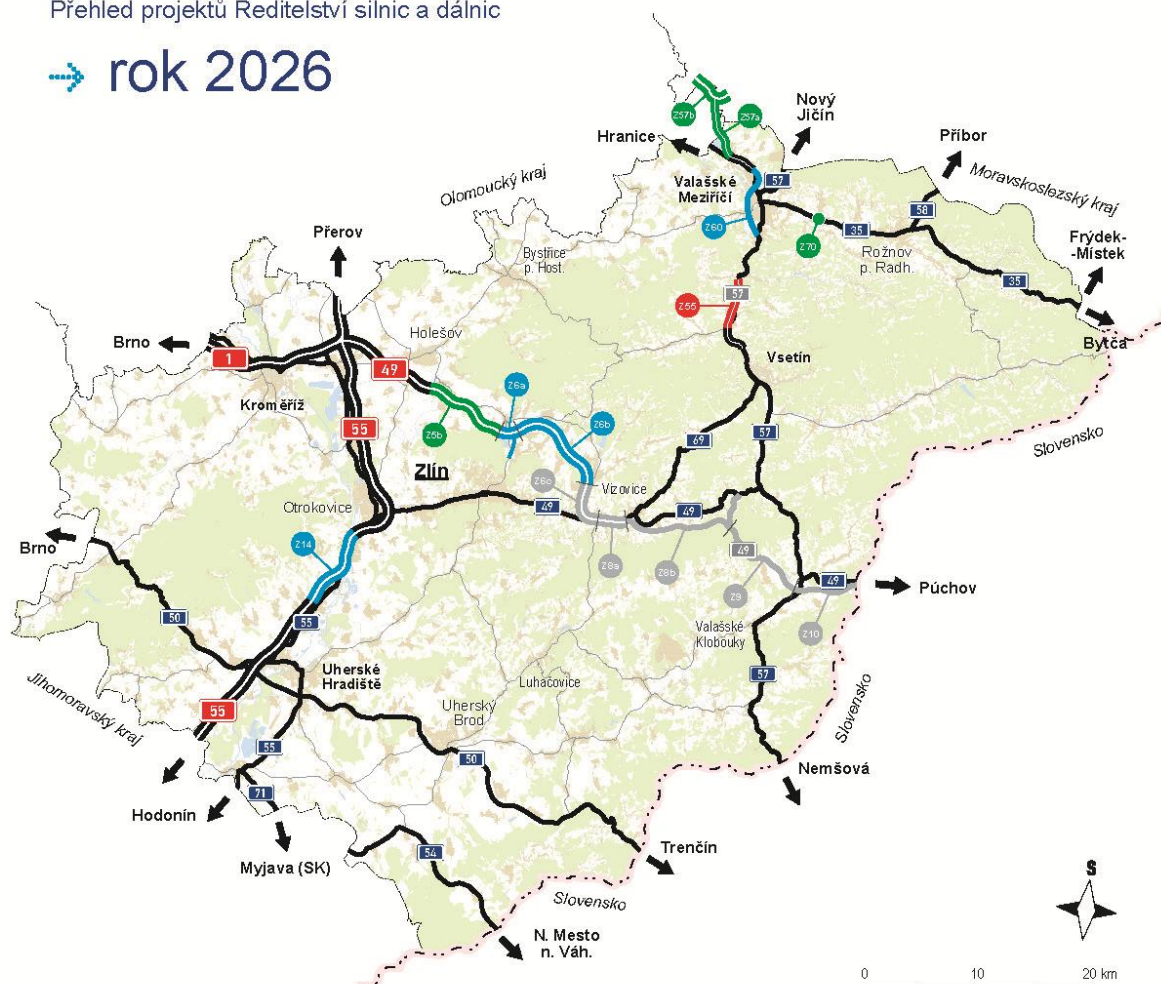 Přehled projektů Ředitelství silnic a dálnic
rok 2026
Nový
Jičín
Z57b
Z57a
Hranice
Příbor
Moravskoslezský kraj
Olomoucký kraj
Valašské
Meziříčí
57
58
Z60
Z70
35
Rožnov
p. Radh.
Frýdek-
-Místek
35
Bytča
Přerov
Bystřice
p. Host.
Z55
57
Brno
1
Holešov
49
Vsetín
Kroměříž
Z6a
Z5b
Z6b
55
69
57
Slovensko
Zlín
Z6c
Vizovice
Otrokovice
49
49
Z14
Z8a
Z8b
49
Brno
Z9
49
Púchov
50
55
Valašské
Klobouky
Z10
Jihomoravský kraj
Uherské
Hradiště
Luhačovice
57
Slovensko
55
Uherský
Brod
55
50
Nemšová
71
Hodonín
Myjava (SK)
54
Trenčín
Slovensko
N. Mesto
n. Váh.
S
0 10 20 km